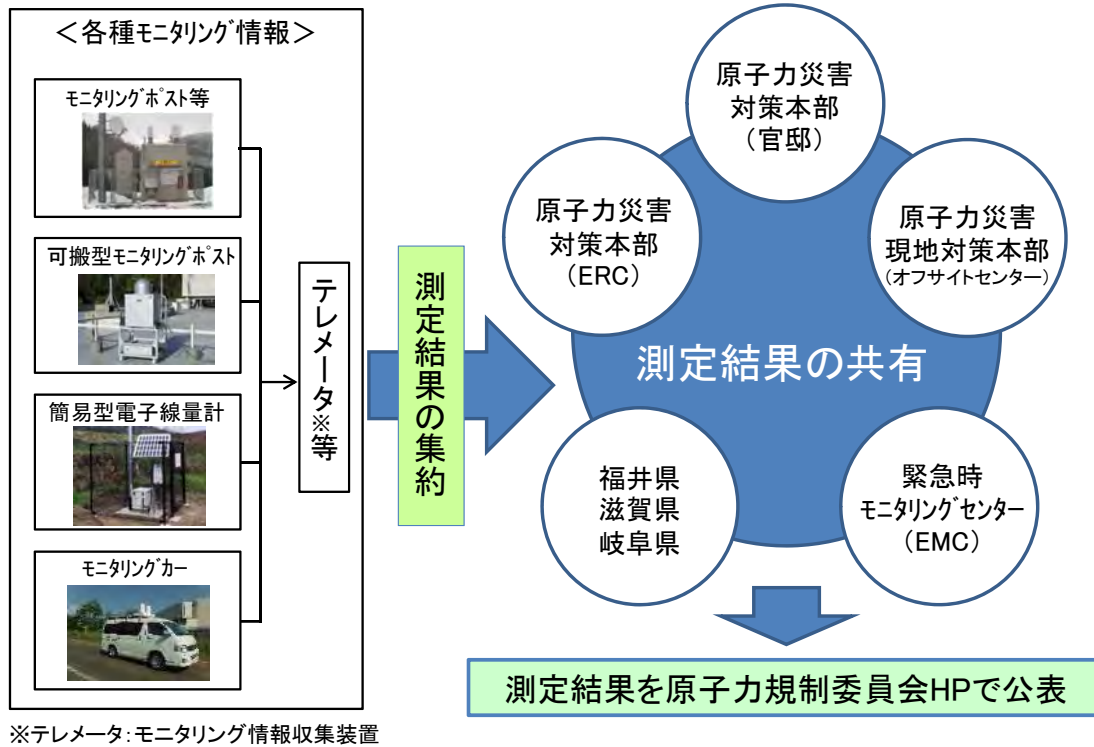 ＜各種ﾓﾆﾀﾘﾝｸﾞ情報＞
ﾓﾆﾀﾘﾝｸﾞﾎﾟｽﾄ等
可搬型ﾓﾆﾀﾘﾝｸﾞﾎﾟｽﾄ
簡易型電子線量計
ﾓﾆﾀﾘﾝｸﾞｶｰ
テレメータ※等
測定結果の集約
原子力災害
対策本部
（官邸）
原子力災害
対策本部
（ERC）
原子力災害
現地対策本部
（オフサイトセンター）
測定結果の共有
福井県
滋賀県
岐阜県
緊急時
ﾓﾆﾀﾘﾝｸﾞｾﾝﾀｰ
（EMC）
測定結果を原子力規制委員会HPで公表
※テレメータ：モニタリング情報収集装置